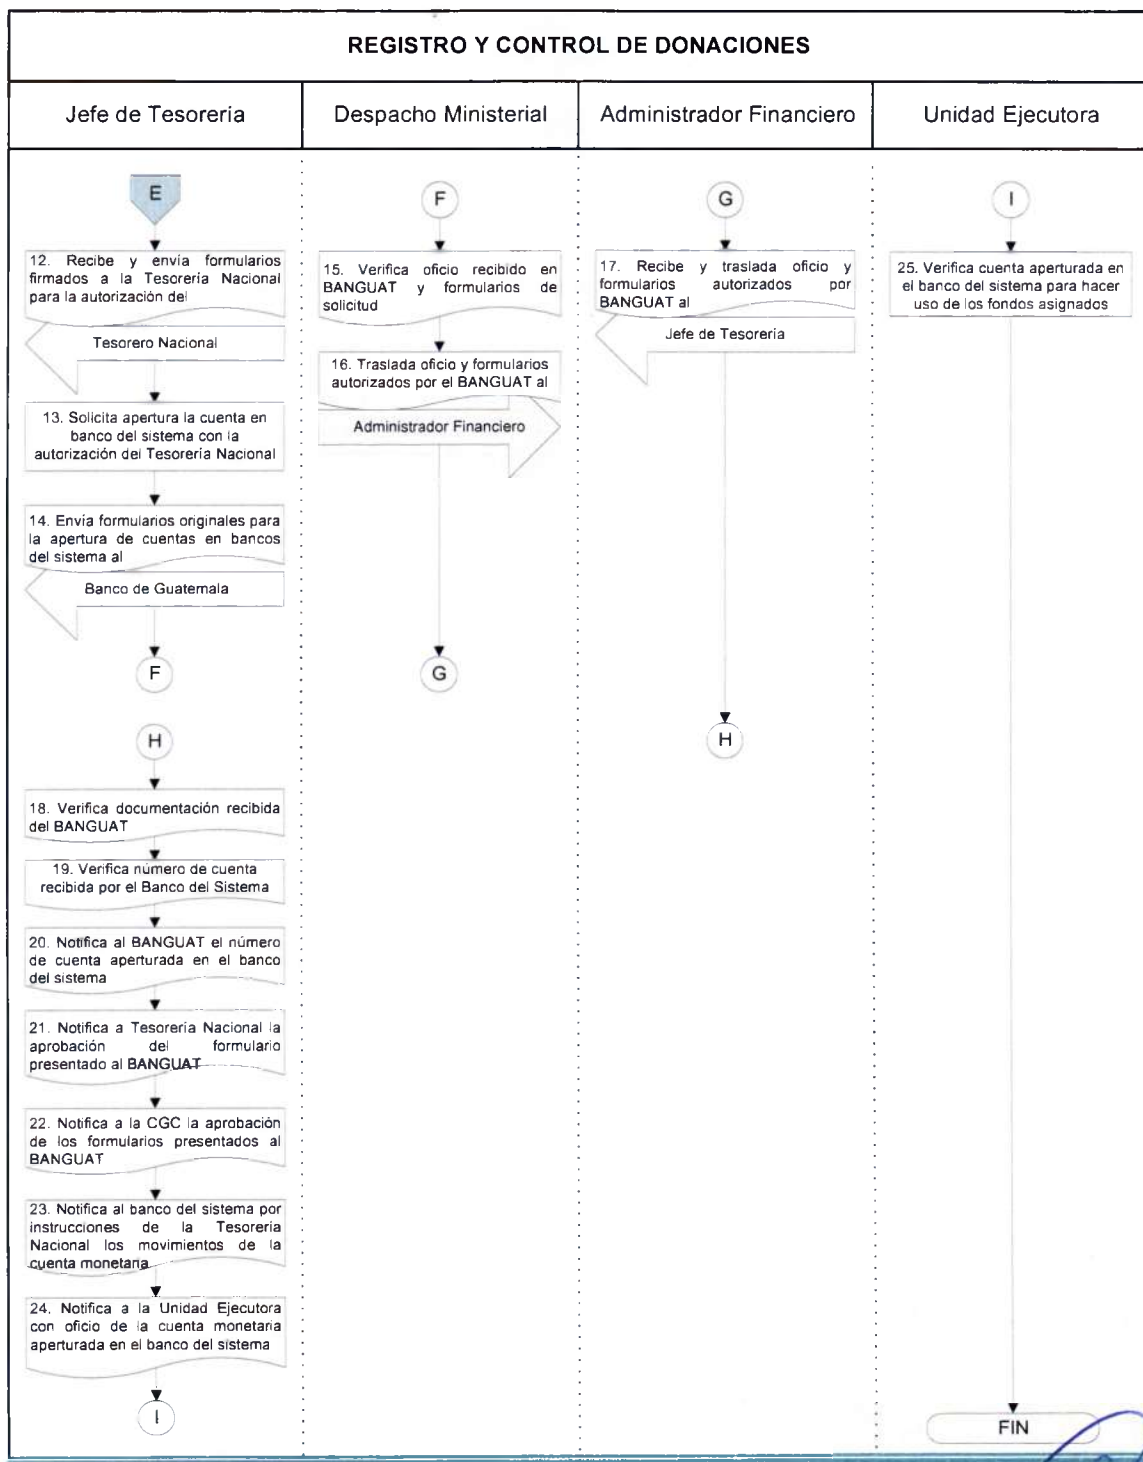 REGISTRO Y CONTROL DE DONACIONES
Jefe de Tesoreria
Despacho Ministerial
Administrador Financiero
Unidad Ejecutora
E
12. Recibe y envía formularios
firmados a la Tesorería Nacional
para la autorización del
Tesorero Nacional
13. Solicita apertura la cuenta en
banco del sistema con la
autorización del Tesorería Nacional
14. Envía formularios originales para
la apertura de cuentas en bancos
del sistema al
Banco de Guatemala
F
H
18. Verifica documentación recibida
del BANGUAT
19. Verifica número de cuenta
recibida por el Banco del Sistema
20. Notifica al BANGUAT el número
de cuenta aperturada en el banco
del sistema
21. Notifica a Tesorería Nacional la
aprobación del formulario
presentado al BANGUAT
22. Notifica a la CGC la aprobación
de los formularios presentados al
BANGUAT
23. Notifica al banco del sistema por
instrucciones de la Tesorería
Nacional los movimientos de la
cuenta monetaria
24. Notifica a la Unidad Ejecutora
con oficio de la cuenta monetaria
aperturada en el banco del sistema
I
F
15. Verifica oficio recibido en
BANGUAT y formularios de
solicitud
16. Traslada oficio y formularios
autorizados por el BANGUAT al
Administrador Financiero
G
G
17. Recibe y traslada oficio y
formularios autorizados por
BANGUAT al
Jefe de Tesorería
H
I
25. Verifica cuenta aperturada en
el banco del sistema para hacer
uso de los fondos asignados
FIN